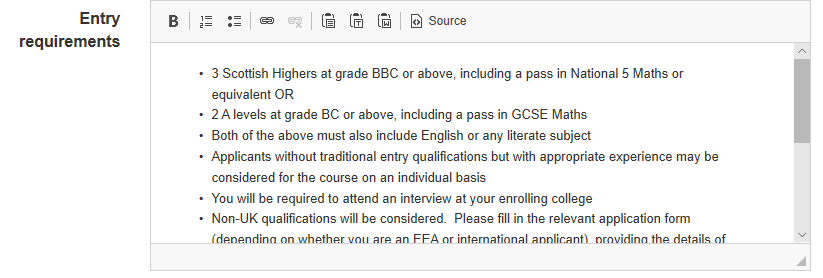 Entry
requirements
B
Source
• 3 Scottish Highers at grade BBC or above, including a pass in National 5 Maths or
equivalent OR
• 2 A levels at grade BC or above, including a pass in GCSE Maths
• Both of the above must also include English or any literate subject
• Applicants without traditional entry qualifications but with appropriate experience may be
considered for the course on an individual basis
• You will be required to attend an interview at your enrolling college
• Non-UK qualifications will be considered.  Please fill in the relevant application form
(depending on whether you are an EEA or international applicant), providing the details of